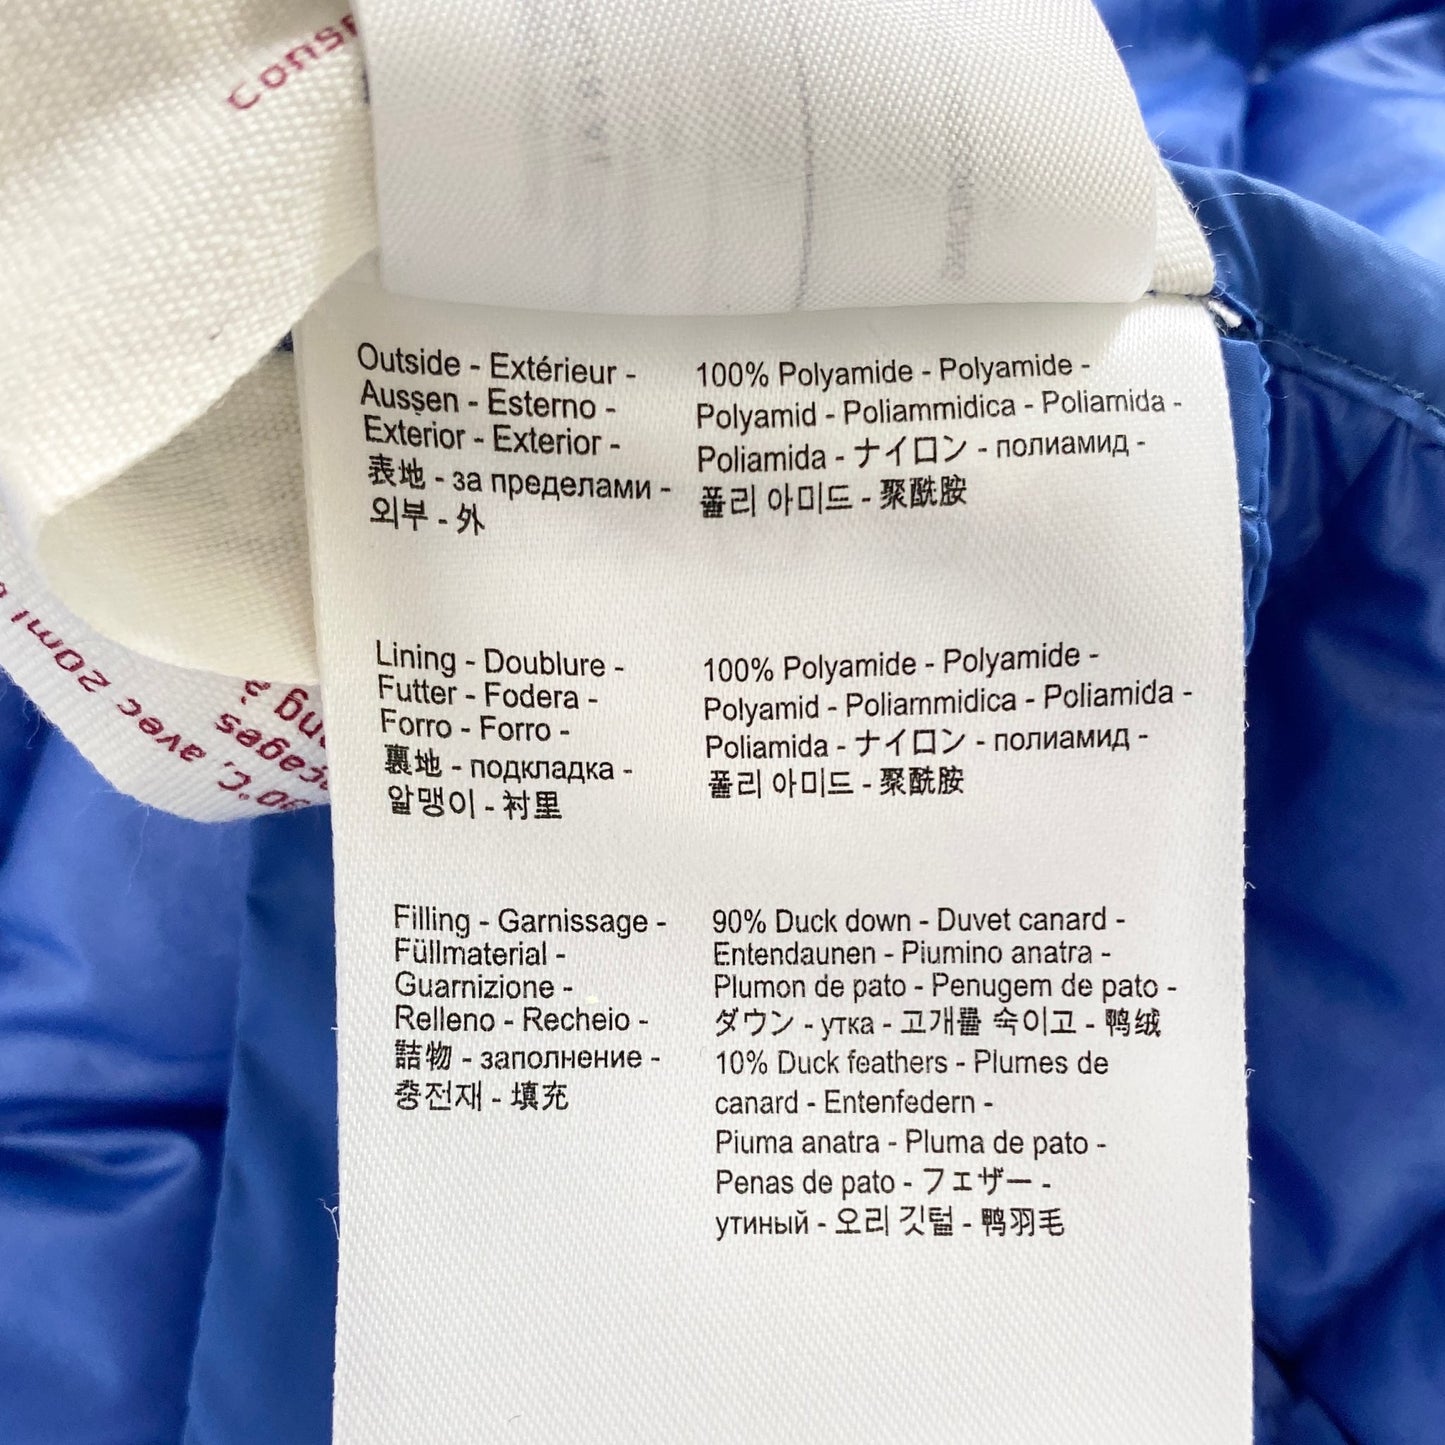 Outside - Extérieur -
Aussen - Esterno -
Exterior - Exterior -
表地 - за пределами -
외부 - 外
100% Polyamide - Polyamide -
Polyamid - Poliammidica - Poliamida -
Poliamida - ナイロン - полиамид -
폴리 아미드 - 聚酰胺
Lining - Doublure -
Futter - Fodera -
Forro - Forro -
裏地 - подкладка -
알맹이 - 衬里
100% Polyamide - Polyamide -
Polyamid - Poliammidica - Poliamida -
Poliamida - ナイロン - полиамид -
폴리 아미드 - 聚酰胺
Filling - Garnissage -
Füllmaterial -
Guarnizione -
Relleno - Recheio -
詰物 - заполнение -
충전재 - 填充
90% Duck down - Duvet canard -
Entendaunen - Piumino anatra -
Plumon de pato - Penugem de pato -
ダウン - утка - 고개를 숙이고 - 鸭绒
10% Duck feathers - Plumes de
canard - Entenfedern -
Piuma anatra - Pluma de pato -
Penas de pato - フェザー -
утиный - 오리 깃털 - 鸭羽毛
avec 20ml